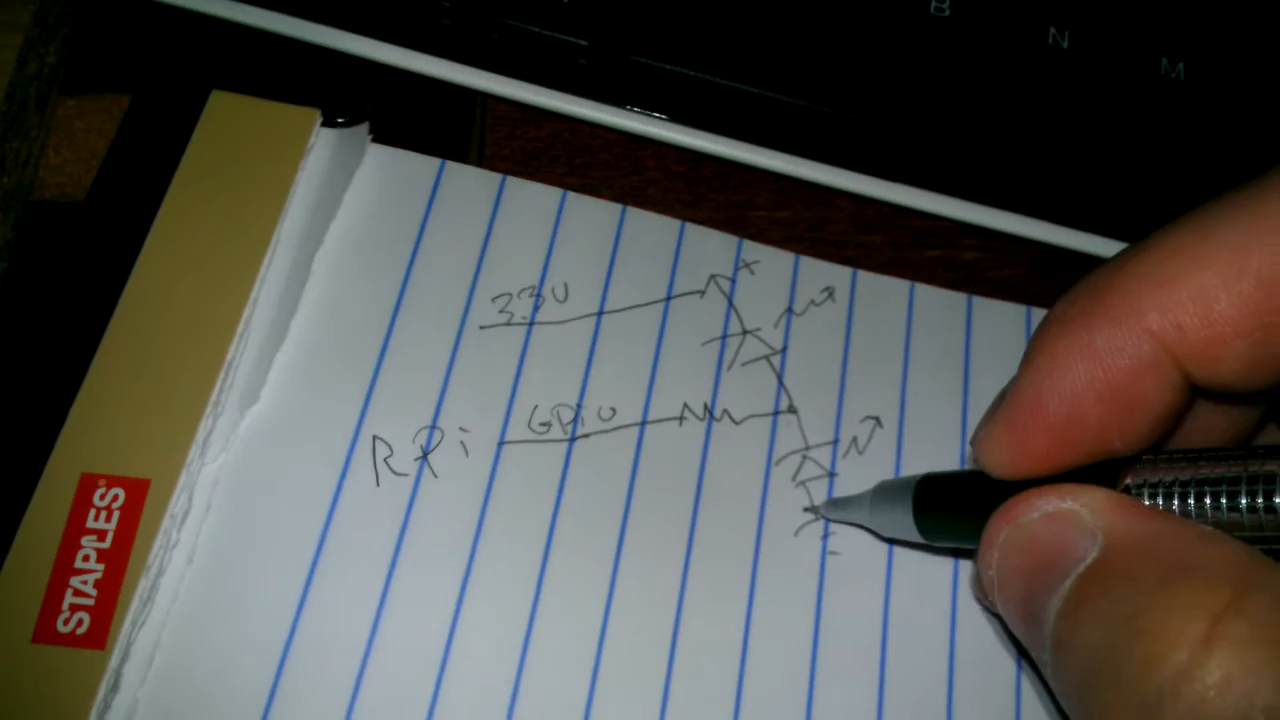 B
N
M
3.3V
+
GPiO
RPi
STAPLES